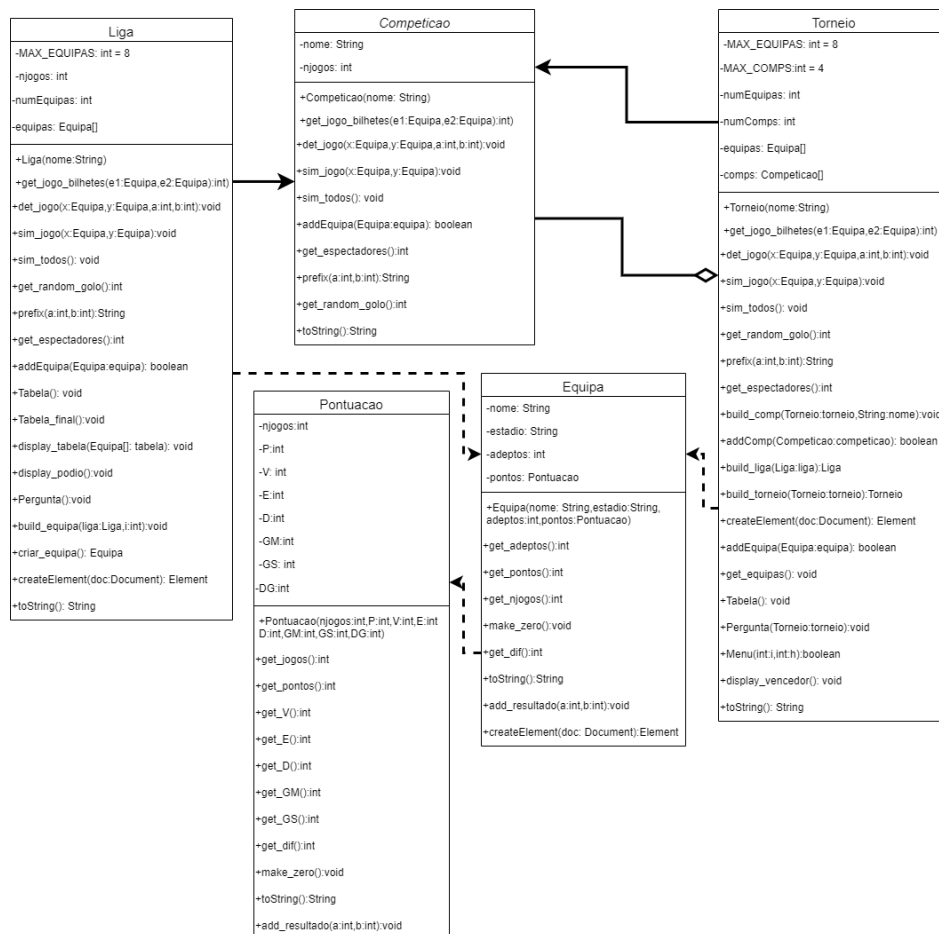 Liga
-MAX_EQUIPAS: int = 8
-njogos: int
-numEquipas: int
-equipas: Equipa[]
+Liga(nome:String)
+get_jogo_bilhetes(e1:Equipa,e2:Equipa):int)
+det_jogo(x:Equipa,y:Equipa,a:int,b:int):void
+sim_jogo(x:Equipa,y:Equipa):void
+sim_todos(): void
+get_random_golo():int
+prefix(a:int,b:int):String
+get_espectadores():int
+addEquipa(Equipa:equipa): boolean
+Tabela(): void
+Tabela_final():void
+display_tabela(Equipa[]: tabela): void
+display_podio():void
+Pergunta():void
+build_equipa(liga:Liga,i:int):void
+criar_equipa(): Equipa
+createElement(doc:Document): Element
+toString(): String
Competicao
-nome: String
-njogos: int
+Competicao(nome: String)
+get_jogo_bilhetes(e1:Equipa,e2:Equipa):int)
+det_jogo(x:Equipa,y:Equipa,a:int,b:int):void
+sim_jogo(x:Equipa,y:Equipa):void
+sim_todos(): void
+addEquipa(Equipa:equipa): boolean
+get_espectadores():int
+prefix(a:int,b:int):String
+get_random_golo():int
+toString():String
Torneio
-MAX_EQUIPAS: int = 8
-MAX_COMPS:int = 4
-numEquipas: int
-numComps: int
-equipas: Equipa[]
-comps: Competicao[]
+Torneio(nome:String)
+get_jogo_bilhetes(e1:Equipa,e2:Equipa):int)
+det_jogo(x:Equipa,y:Equipa,a:int,b:int):void
+sim_jogo(x:Equipa,y:Equipa):void
+sim_todos(): void
+get_random_golo():int
+prefix(a:int,b:int):String
+get_espectadores():int
+build_comp(Torneio:torneio,String:nome):void
+addComp(Competicao:competicao): boolean
+build_liga(Liga:liga):Liga
+build_torneio(Torneio:torneio):Torneio
+createElement(doc:Document): Element
+addEquipa(Equipa:equipa): boolean
+get_equipas(): void
+Tabela(): void
+Pergunta(Torneio:torneio):void
+Menu(int:i,int:h):boolean
+display_vencedor(): void
+toString(): String
Pontuacao
-njogos:int
-P:int
-V: int
-E:int
-D:int
-GM:int
-GS: int
-DG:int
+Pontuacao(njogos:int,P:int,V:int,E:int
D:int,GM:int,GS:int,DG:int)
+get_jogos():int
+get_pontos():int
+get_V():int
+get_E():int
+get_D():int
+get_GM():int
+get_GS():int
+get_dif():int
+make_zero():void
+toString():String
+add_resultado(a:int,b:int):void
Equipa
-nome: String
-estadio: String
-adeptos: int
-pontos: Pontuacao
+Equipa(nome: String,estadio:String,
adeptos:int,pontos:Pontuacao)
+get_adeptos():int
+get_pontos():int
+get_njogos():int
+make_zero():void
+get_dif():int
+toString():String
+add_resultado(a:int,b:int):void
+createElement(doc: Document):Element